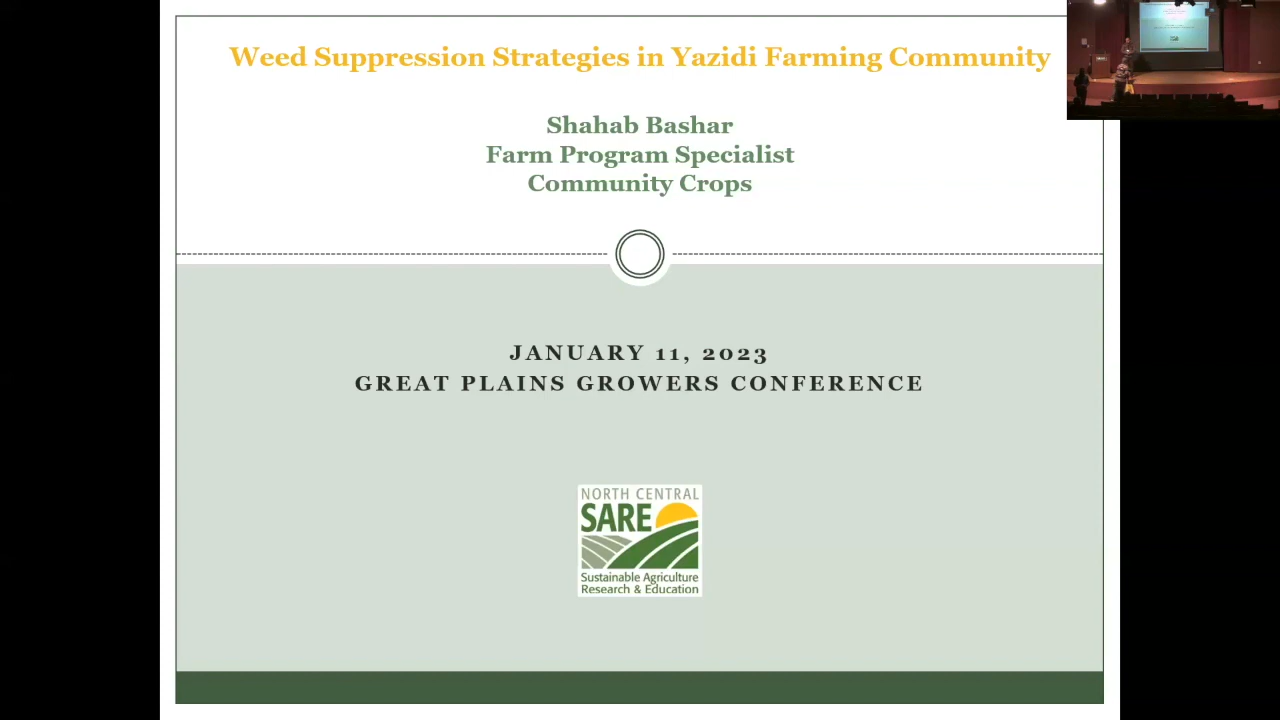 Weed Suppression Strategies in Yazidi Farming Community
Shahab Bashar
Farm Program Specialist
Community Crops
JANUARY 11, 2023
GREAT PLAINS GROWERS CONFERENCE
NORTH CENTRAL
SARE
Sustainable Agriculture
Research & Education